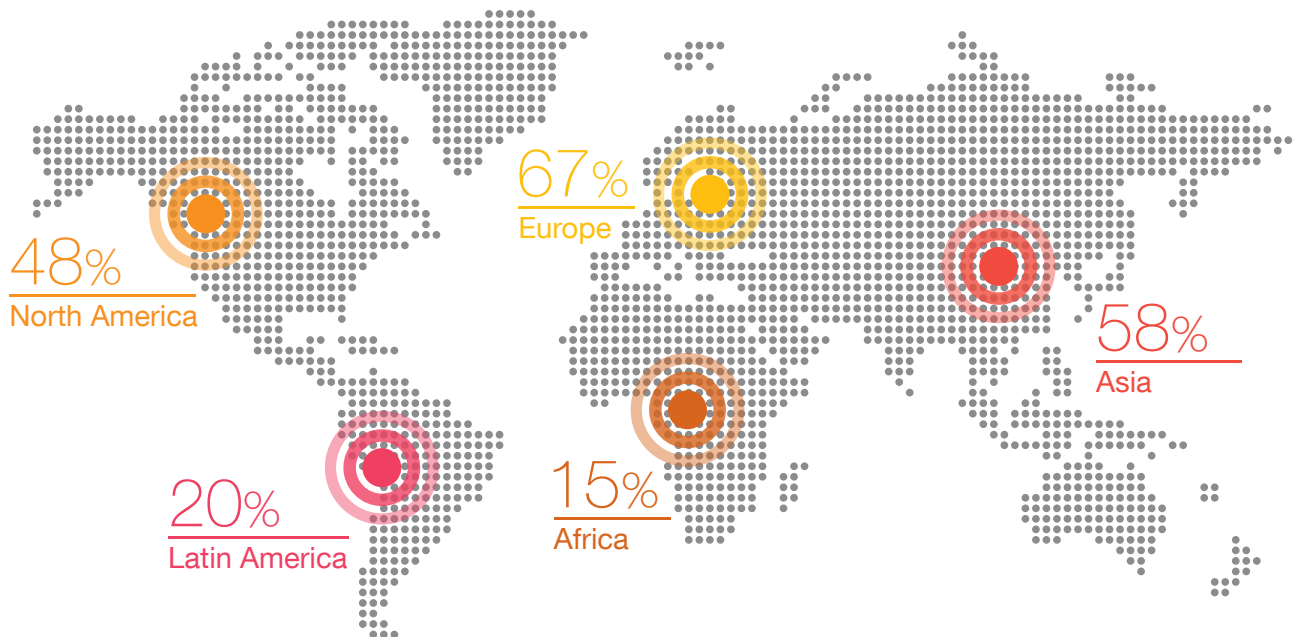 67%
Europe
48%
North America
58%
Asia
20%
Latin America
15%
Africa